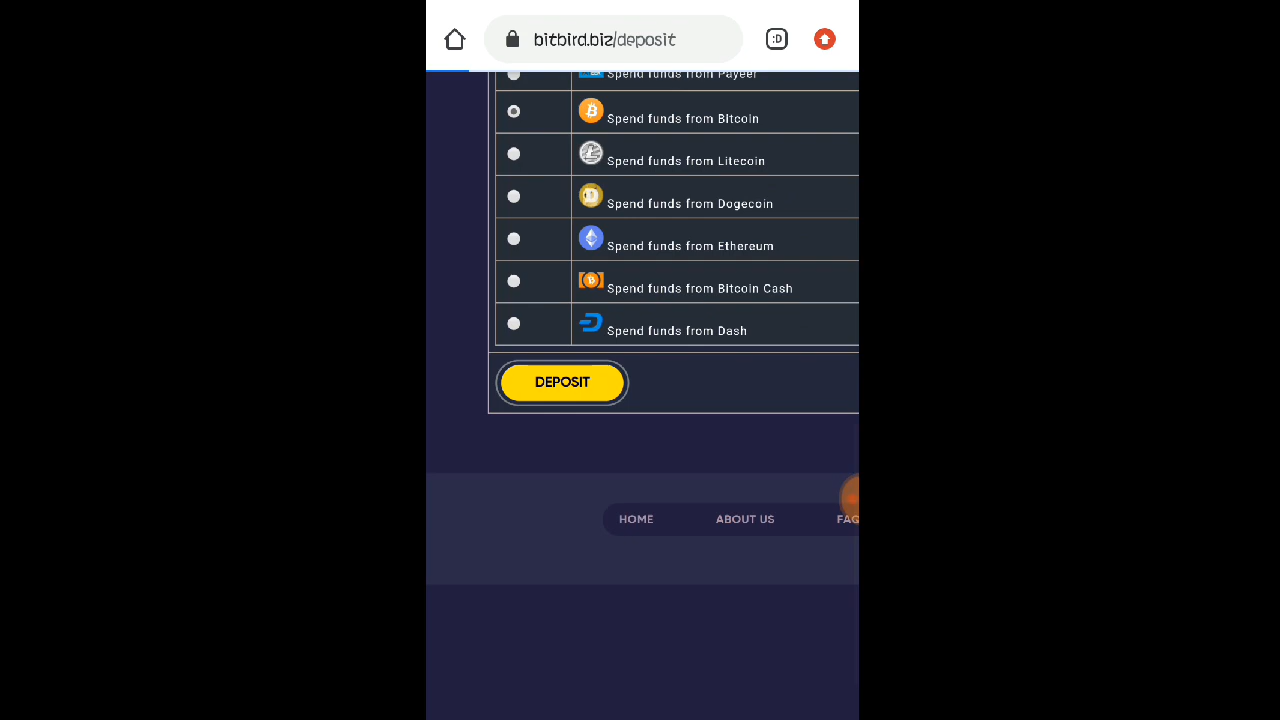 bitbird.biz/deposit
:D
Spend funds from Payeer
Spend funds from Bitcoin
Spend funds from Litecoin
Spend funds from Dogecoin
Spend funds from Ethereum
Spend funds from Bitcoin Cash
Spend funds from Dash
DEPOSIT
HOME ABOUT US FAQ